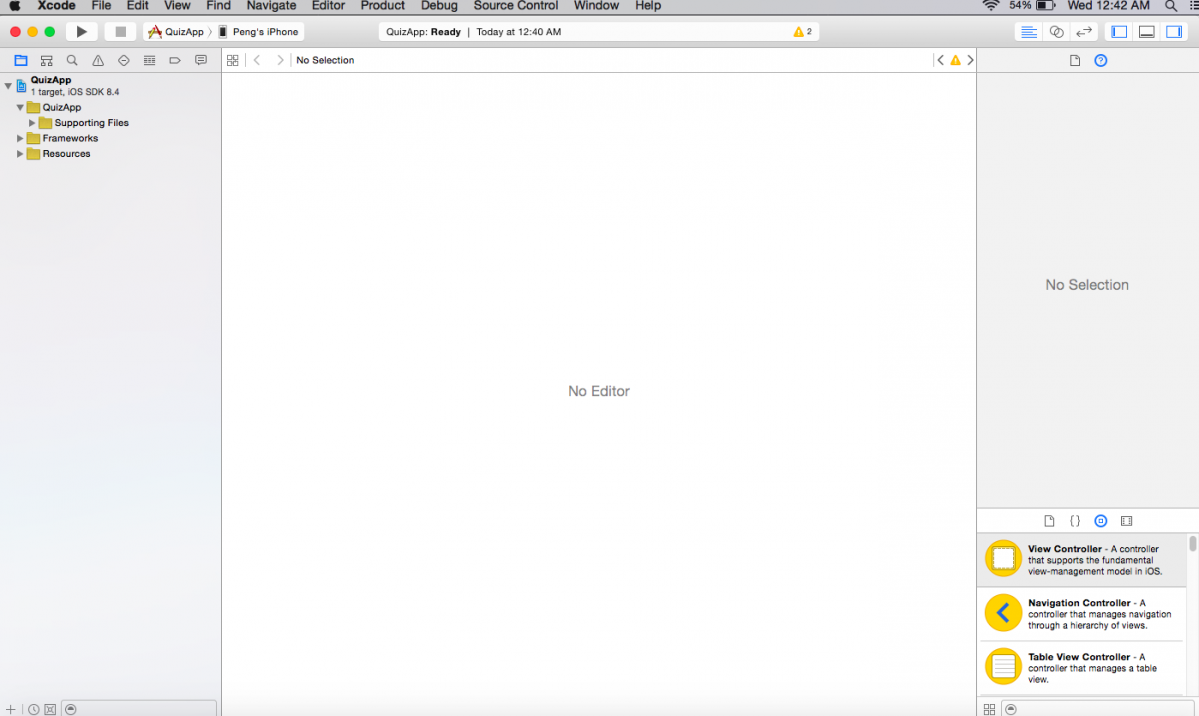 Xcode File Edit View Find Navigate Editor Product Debug Source Control Window Help 54% Wed 12:42 AM
QuizApp Peng's iPhone QuizApp: Ready | Today at 12:40 AM 2
No Selection
QuizApp
1 target, iOS SDK 8.4
QuizApp
Supporting Files
Frameworks
Resources
No Editor
No Selection
View Controller - A controller
that supports the fundamental
view-management model in iOS.
Navigation Controller - A
controller that manages navigation
through a hierarchy of views.
Table View Controller - A
controller that manages a table
view.